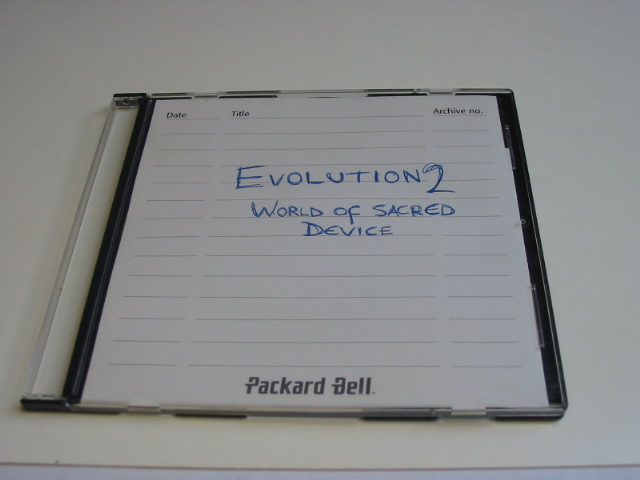 Date Title Archive no.
EVOLUTION 2
WORLD OF SACRED
DEVICE
Packard Bell.